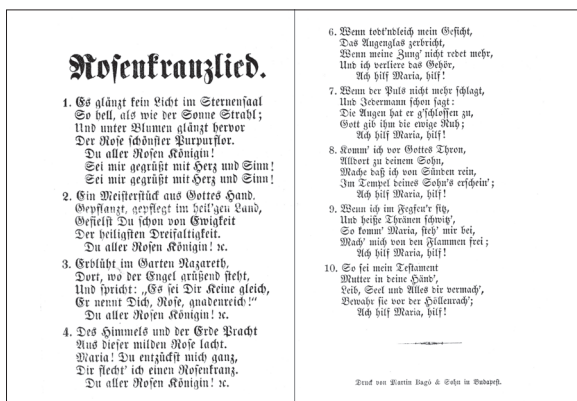 Rosenkranzlied.
1. Es glänzt kein Licht im Sternensaal
So hell, als wie der Sonne Strahl;
Und unter Blumen glänzt hervor
Der Rose schönster Purpurflor.
Du aller Rosen Königin!
Sei mir gegrüßt mit Herz und Sinn!
Sei mir gegrüßt mit Herz und Sinn!
2. Ein Meisterstück aus Gottes Hand.
Gepflanzt, gepflegt im heil'gen Land,
Gefielst Du schon von Ewigkeit
Der heiligsten Dreifaltigkeit.
Du aller Rosen Königin! ꝛc.
3. Erblüht im Garten Nazareth,
Dort, wo der Engel grüßend steht,
Und spricht: „Es sei Dir Keine gleich,
Er nennt Dich, Rose, gnadenreich!"
Du aller Rosen Königin! ꝛc.
4. Des Himmels und der Erde Pracht
Aus dieser milden Rose lacht.
Maria! Du entzückst mich ganz,
Dir flecht' ich einen Rosenkranz.
Du aller Rosen Königin! ꝛc.
6. Wenn todt'ndleich mein Gesicht,
Das Augenglas zerbricht,
Wenn meine Zung' nicht redet mehr,
Und ich verliere das Gehör,
Ach hilf Maria, hilf!
7. Wenn der Puls nicht mehr schlagt,
Und Jedermann schon sagt:
Die Augen hat er g'schlossen zu,
Gott gib ihm die ewige Ruh;
Ach hilf Maria, hilf!
8. Komm' ich vor Gottes Thron,
Alldort zu deinem Sohn,
Mache daß ich von Sünden rein,
Im Tempel deines Sohn's erschein';
Ach hilf Maria, hilf!
9. Wenn ich im Fegfeu'r sitz,
Und heiße Thränen schwitz',
So komm' Maria, steh' mir bei,
Mach' mich von den Flammen frei;
Ach hilf Maria, hilf!
10. So sei mein Testament
Mutter in deine Händ',
Leib, Seel und Alles dir vermach',
Bewahr sie vor der Höllenrach';
Ach hilf Maria, hilf!
Druck von Martin Bagó & Sohn in Budapest.